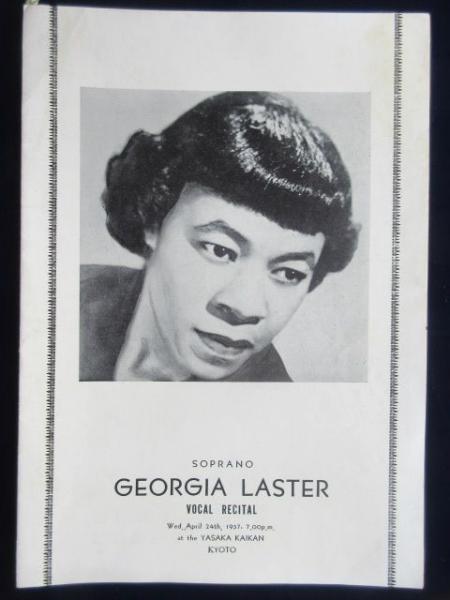 SOPRANO
GEORGIA LASTER
VOCAL RECITAL
Wed., April 24th, 1957. 7,00p.m.
at the YASAKA KAIKAN
KYOTO